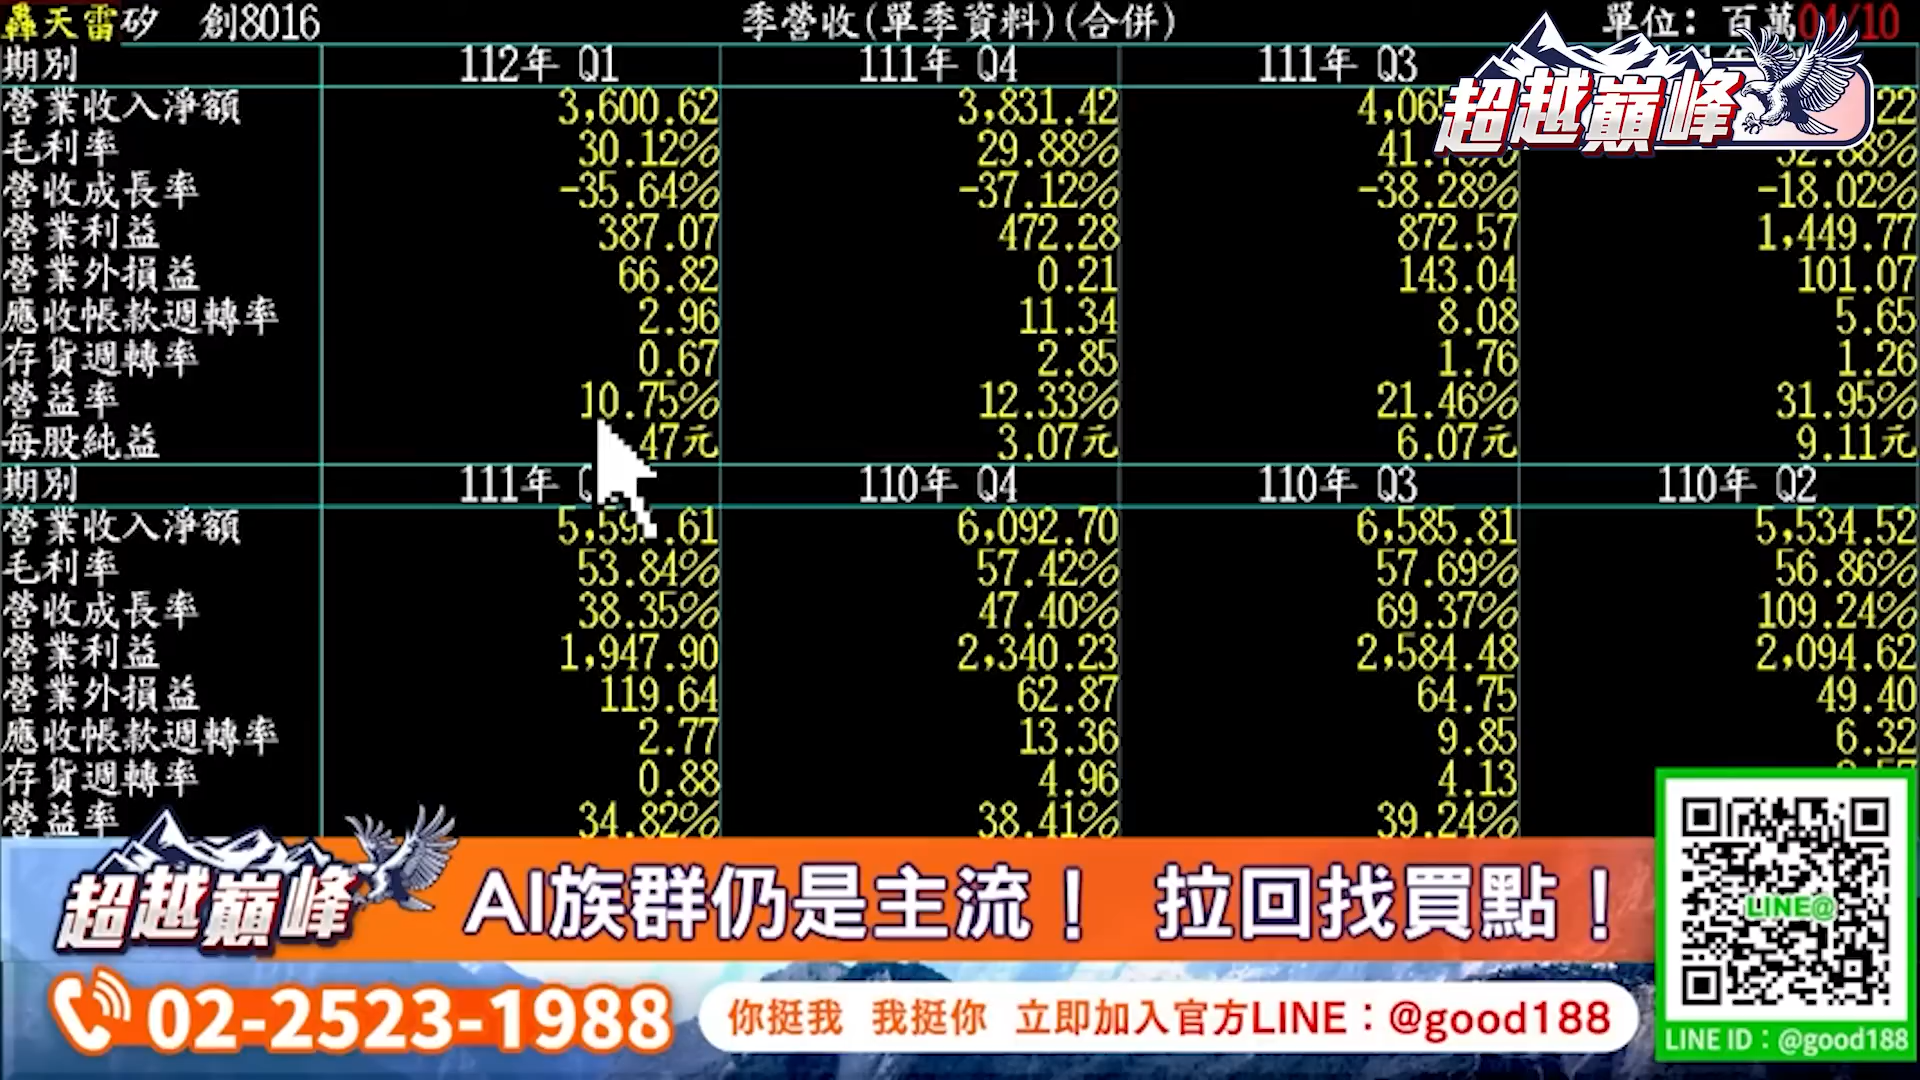 轟天雷矽 創8016 季營收(單季資料)(合併) 單位: 百萬 04/10
期別 112年 Q1 111年 Q4 111年 Q3
超越巔峰
營業收入淨額 3,600.62 3,831.42 4,06 22
毛利率 30.12% 29.88% 41. 32.88%
營收成長率 -35.64% -37.12% -38.28% -18.02%
營業利益 387.07 472.28 872.57 1,449.77
營業外損益 66.82 0.21 143.04 101.07
應收帳款週轉率 2.96 11.34 8.08 5.65
存貨週轉率 0.67 2.85 1.76 1.26
營益率 10.75% 12.33% 21.46% 31.95%
每股純益 47元 3.07元 6.07元 9.11元
期別 111年 Q 110年 Q4 110年 Q3 110年 Q2
營業收入淨額 5,59 .61 6,092.70 6,585.81 5,534.52
毛利率 53.84% 57.42% 57.69% 56.86%
營收成長率 38.35% 47.40% 69.37% 109.24%
營業利益 1,947.90 2,340.23 2,584.48 2,094.62
營業外損益 119.64 62.87 64.75 49.40
應收帳款週轉率 2.77 13.36 9.85 6.32
存貨週轉率 0.88 4.96 4.13
營益率 34.82% 38.41% 39.24%
超越巔峰 AI族群仍是主流! 拉回找買點!
LINE@
02-2523-1988 你挺我 我挺你 立即加入官方LINE:@good188
LINE ID:@good188